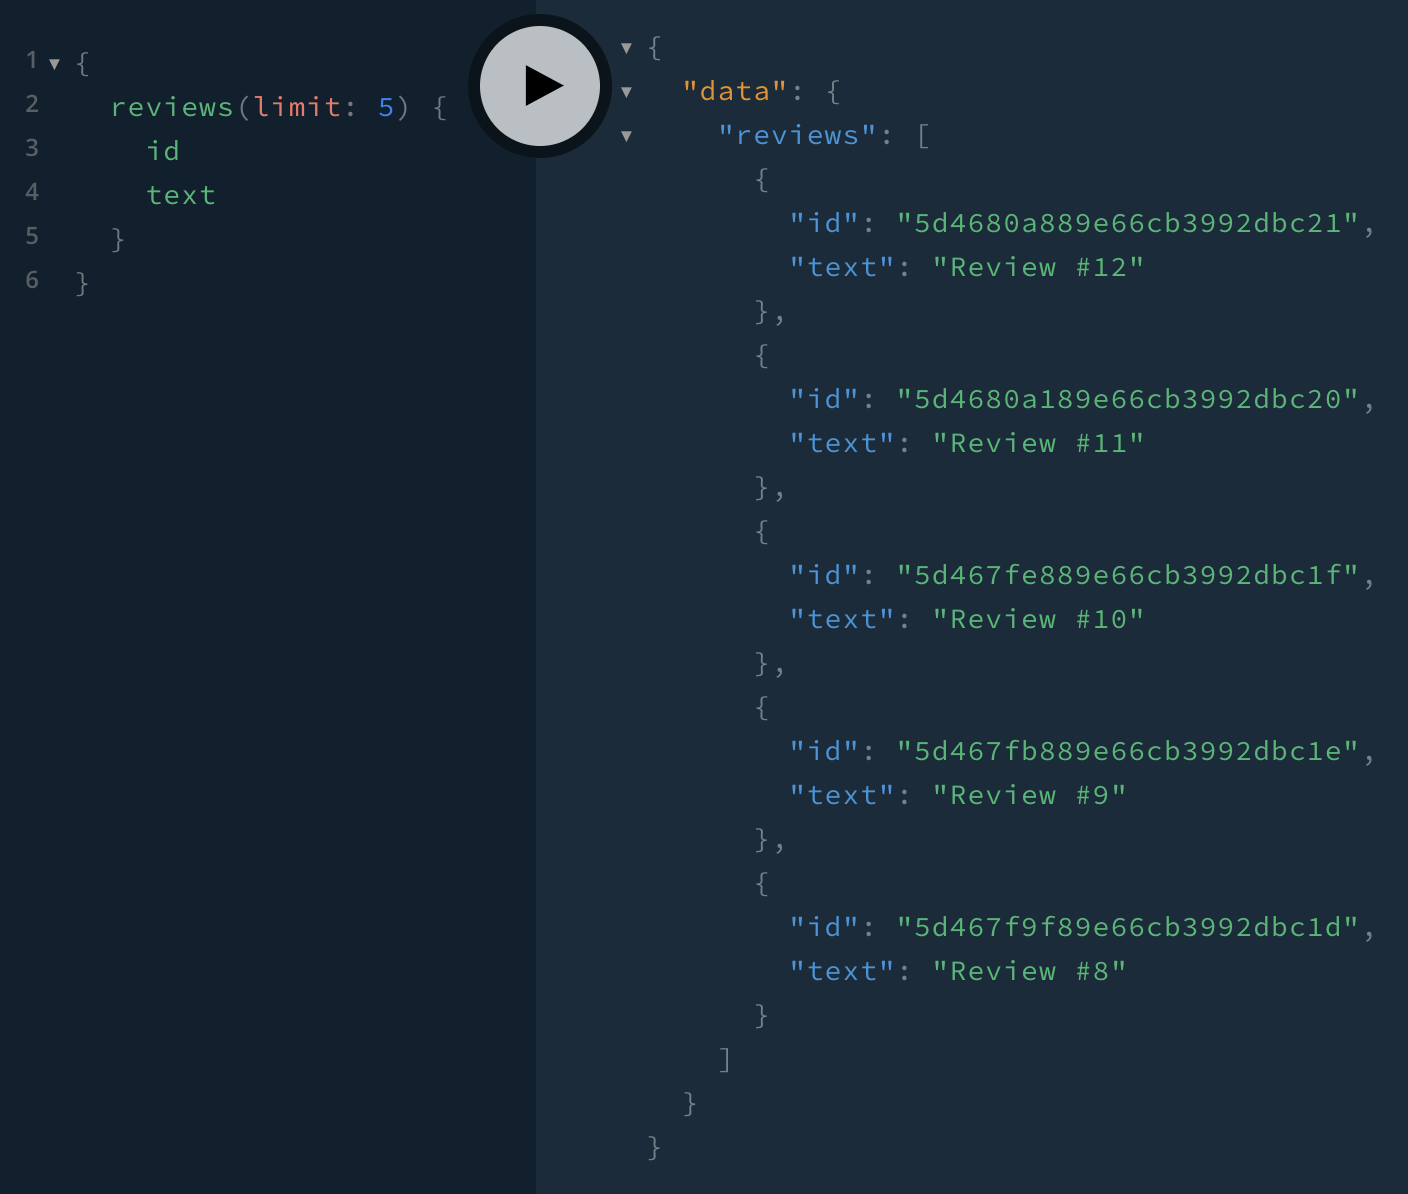 1 {
2 reviews(limit: 5) {
3 id
4 text
5 }
6 }
{
"data": {
"reviews": [
{
"id": "5d4680a889e66cb3992dbc21",
"text": "Review #12"
},
{
"id": "5d4680a189e66cb3992dbc20",
"text": "Review #11"
},
{
"id": "5d467fe889e66cb3992dbc1f",
"text": "Review #10"
},
{
"id": "5d467fb889e66cb3992dbc1e",
"text": "Review #9"
},
{
"id": "5d467f9f89e66cb3992dbc1d",
"text": "Review #8"
}
]
}
}